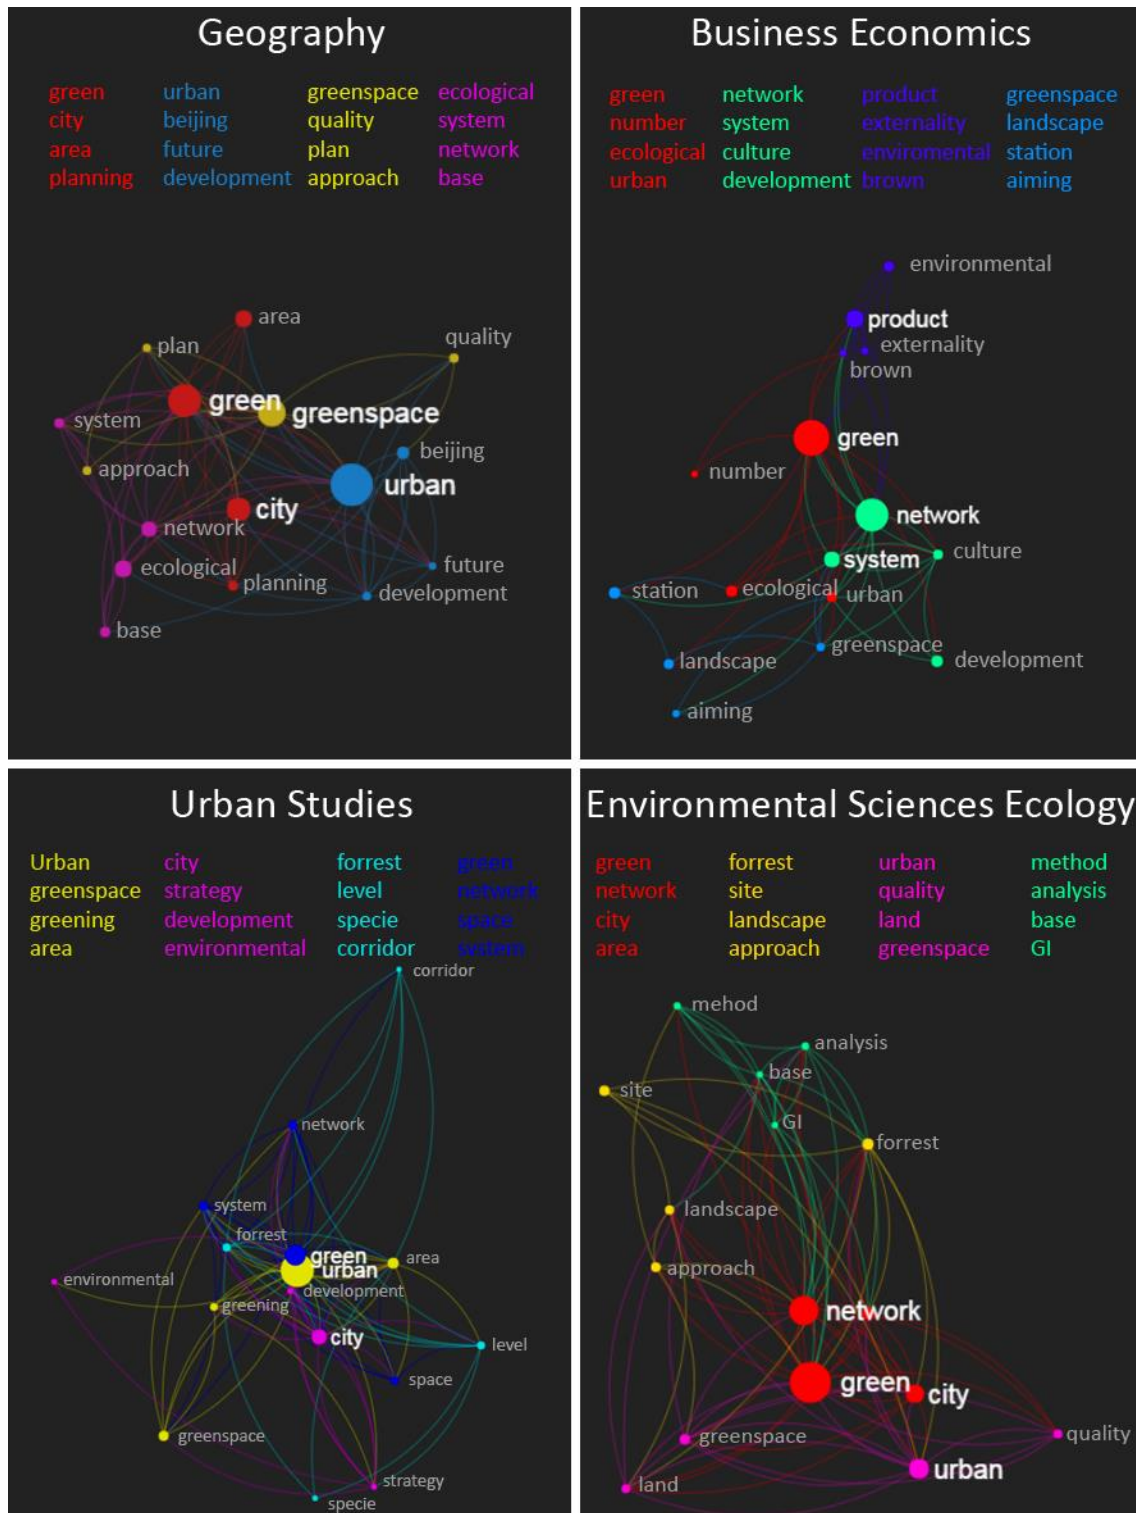 Geography
green urban greenspace ecological
city beijing quality system
area future plan network
planning development approach base
area
plan
quality
green
greenspace
system
beijing
approach
urban
city
network
future
ecological
planning
development
base
Business Economics
green network product greenspace
number system externality landscape
ecological culture enviromental station
urban development brown aiming
environmental
product
externality
brown
green
number
network
culture
system
station
ecological
urban
greenspace
landscape
development
aiming
Urban Studies
Urban city forrest green
greenspace strategy level network
greening development specie space
area environmental corridor system
corridor
network
system
forrest
green
area
urban
environmental
development
greening
city
level
space
greenspace
strategy
specie
Environmental Sciences Ecology
green forrest urban method
network site quality analysis
city landscape land base
area approach greenspace GI
mehod
analysis
base
site
GI
forrest
landscape
approach
network
green
city
greenspace
quality
urban
land